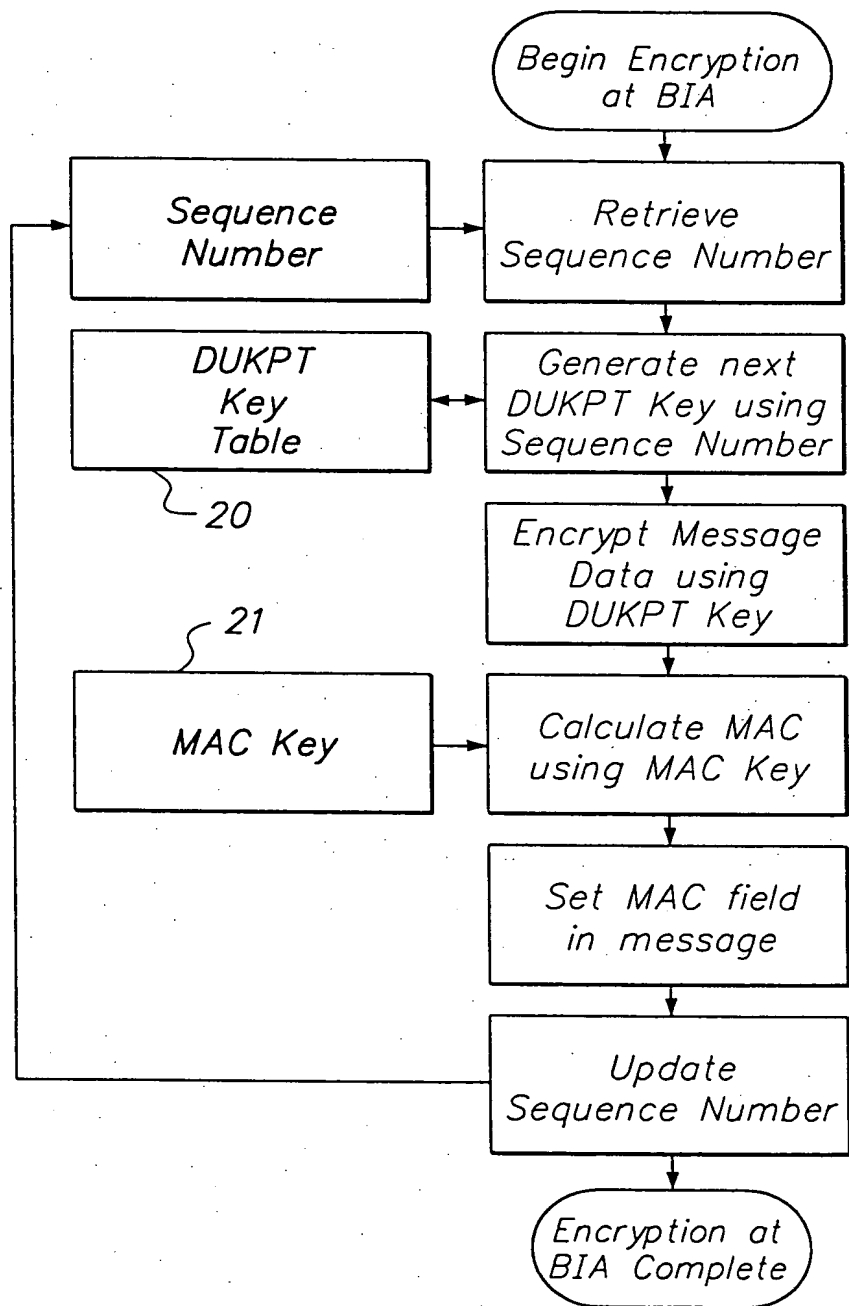 Begin Encryption
at BIA
Sequence
Number
Retrieve
Sequence Number
DUKPT
Key
Table
20
Generate next
DUKPT Key using
Sequence Number
Encrypt Message
Data using
DUKPT Key
21
MAC Key
Calculate MAC
using MAC Key
Set MAC field
in message
Update
Sequence Number
Encryption at
BIA Complete